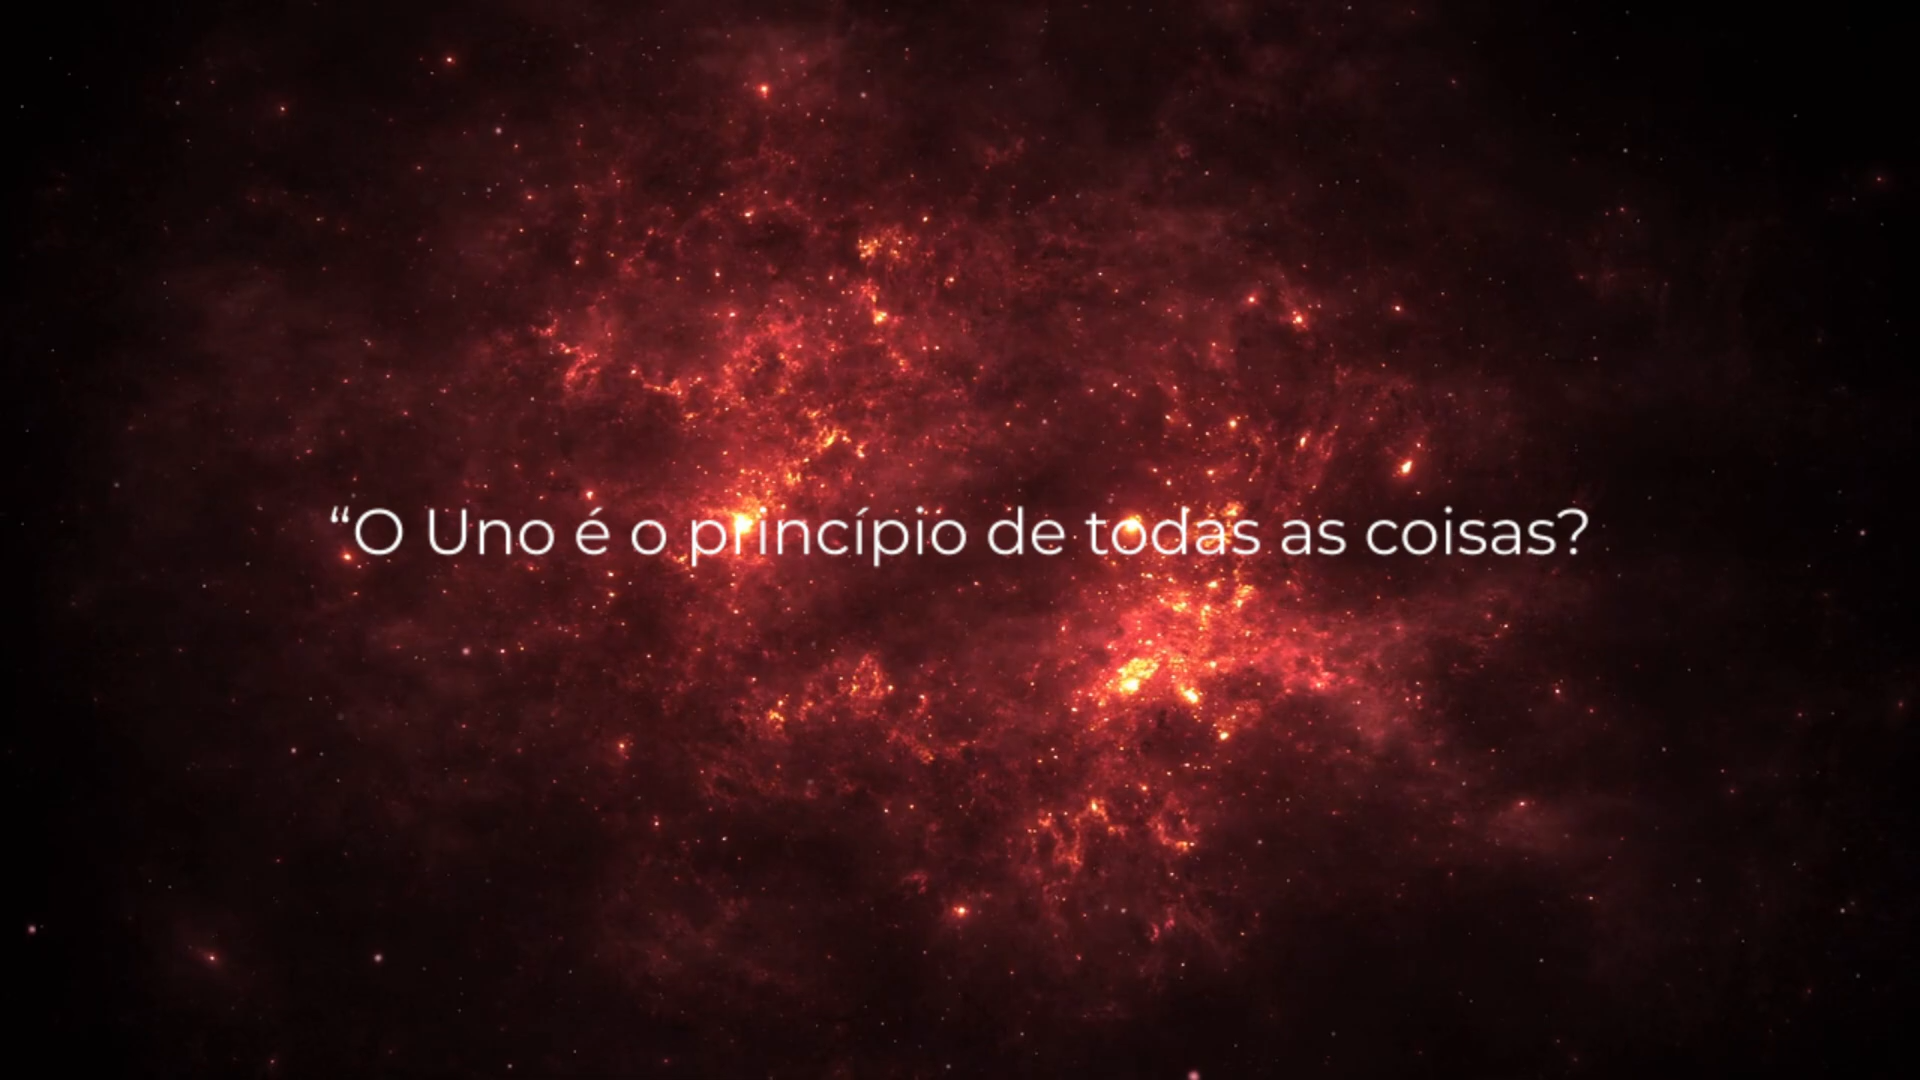 “O Uno é o princípio de todas as coisas?